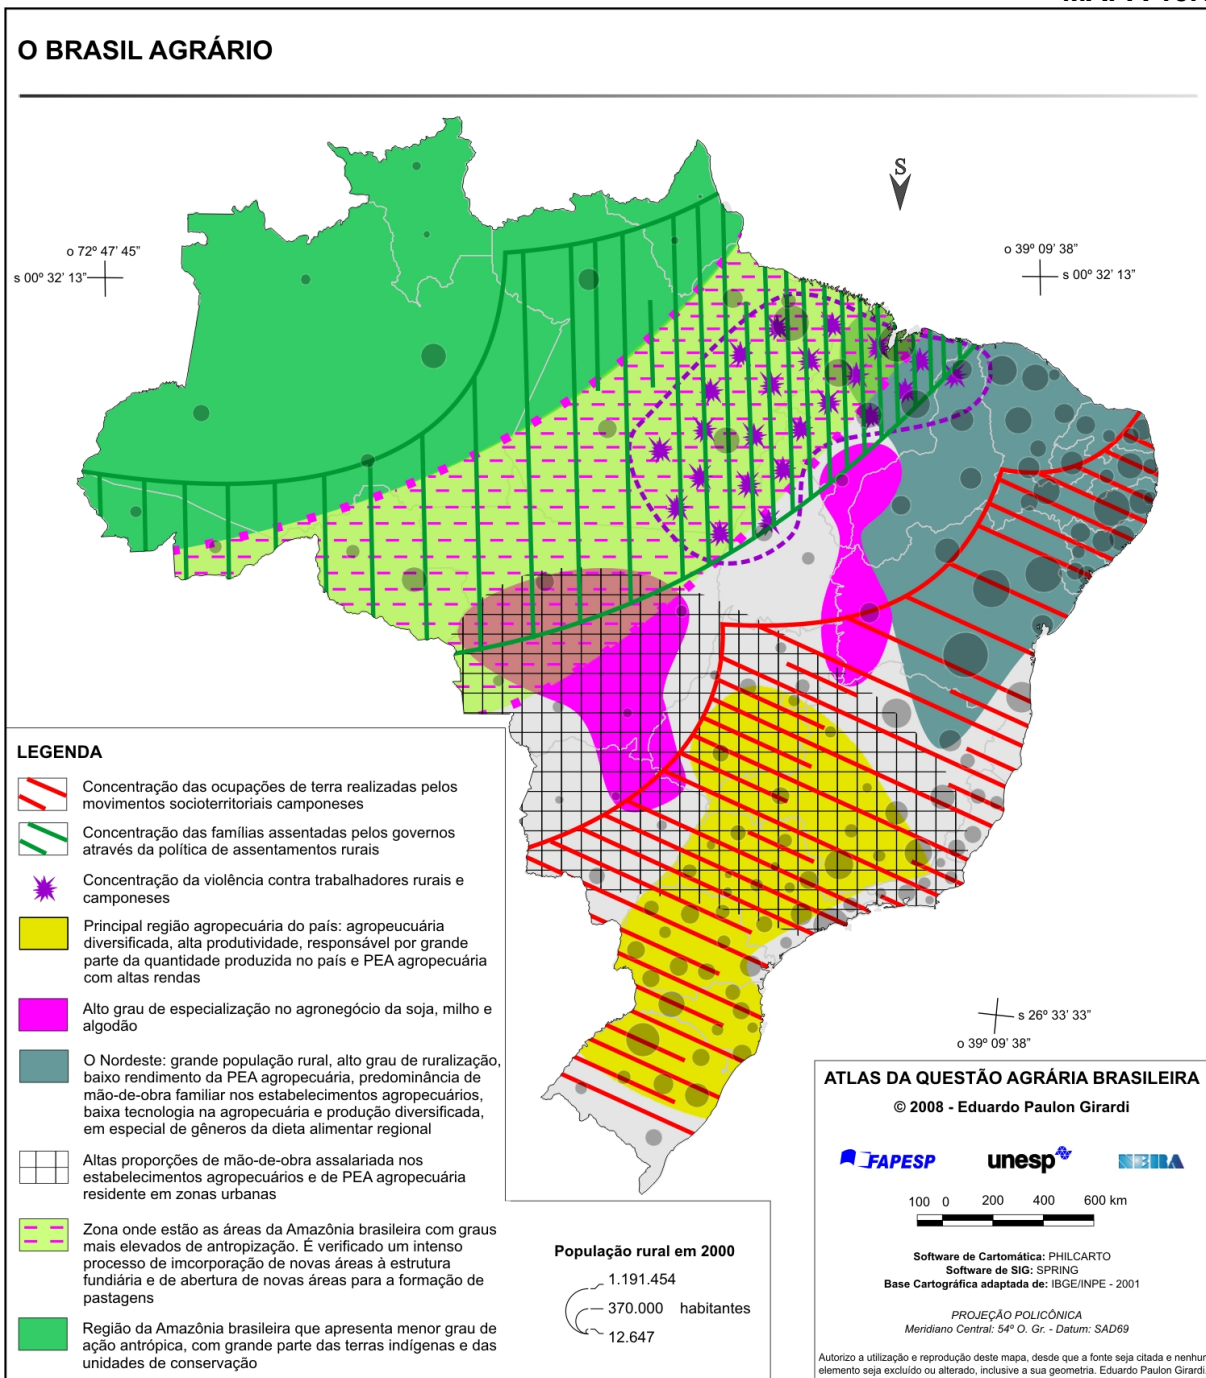 O BRASIL AGRÁRIO
S
o 72º 47' 45"
s 00º 32' 13"
o 39º 09' 38"
s 00º 32' 13"
LEGENDA
Concentração das ocupações de terra realizadas pelos
movimentos socioterritoriais camponeses
Concentração das famílias assentadas pelos governos
através da política de assentamentos rurais
Concentração da violência contra trabalhadores rurais e
camponeses
Principal região agropecuária do país: agropeucuária
diversificada, alta produtividade, responsável por grande
parte da quantidade produzida no país e PEA agropecuária
com altas rendas
Alto grau de especialização no agronegócio da soja, milho e
algodão
O Nordeste: grande população rural, alto grau de ruralização,
baixo rendimento da PEA agropecuária, predominância de
mão-de-obra familiar nos estabelecimentos agropecuários,
baixa tecnologia na agropecuária e produção diversificada,
em especial de gêneros da dieta alimentar regional
Altas proporções de mão-de-obra assalariada nos
estabelecimentos agropecuários e de PEA agropecuária
residente em zonas urbanas
Zona onde estão as áreas da Amazônia brasileira com graus
mais elevados de antropização. É verificado um intenso
processo de imcorporação de novas áreas à estrutura
fundiária e de abertura de novas áreas para a formação de
pastagens
Região da Amazônia brasileira que apresenta menor grau de
ação antrópica, com grande parte das terras indígenas e das
unidades de conservação
População rural em 2000
1.191.454
370.000 habitantes
12.647
s 26º 33' 33"
o 39º 09' 38"
ATLAS DA QUESTÃO AGRÁRIA BRASILEIRA
© 2008 - Eduardo Paulon Girardi
FAPESP unesp NERA
100 0 200 400 600 km
Software de Cartomática: PHILCARTO
Software de SIG: SPRING
Base Cartográfica adaptada de: IBGE/INPE - 2001
PROJEÇÃO POLICÔNICA
Meridiano Central: 54º O. Gr. - Datum: SAD69
Autorizo a utilização e reprodução deste mapa, desde que a fonte seja citada e nenhum
elemento seja excluído ou alterado, inclusive a sua geometria. Eduardo Paulon Girardi.